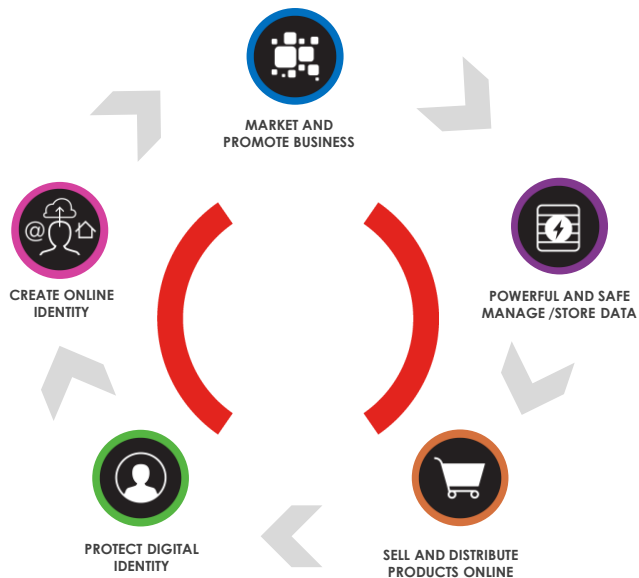 MARKET AND
PROMOTE BUSINESS
@
CREATE ONLINE
IDENTITY
POWERFUL AND SAFE
MANAGE /STORE DATA
PROTECT DIGITAL
IDENTITY
SELL AND DISTRIBUTE
PRODUCTS ONLINE